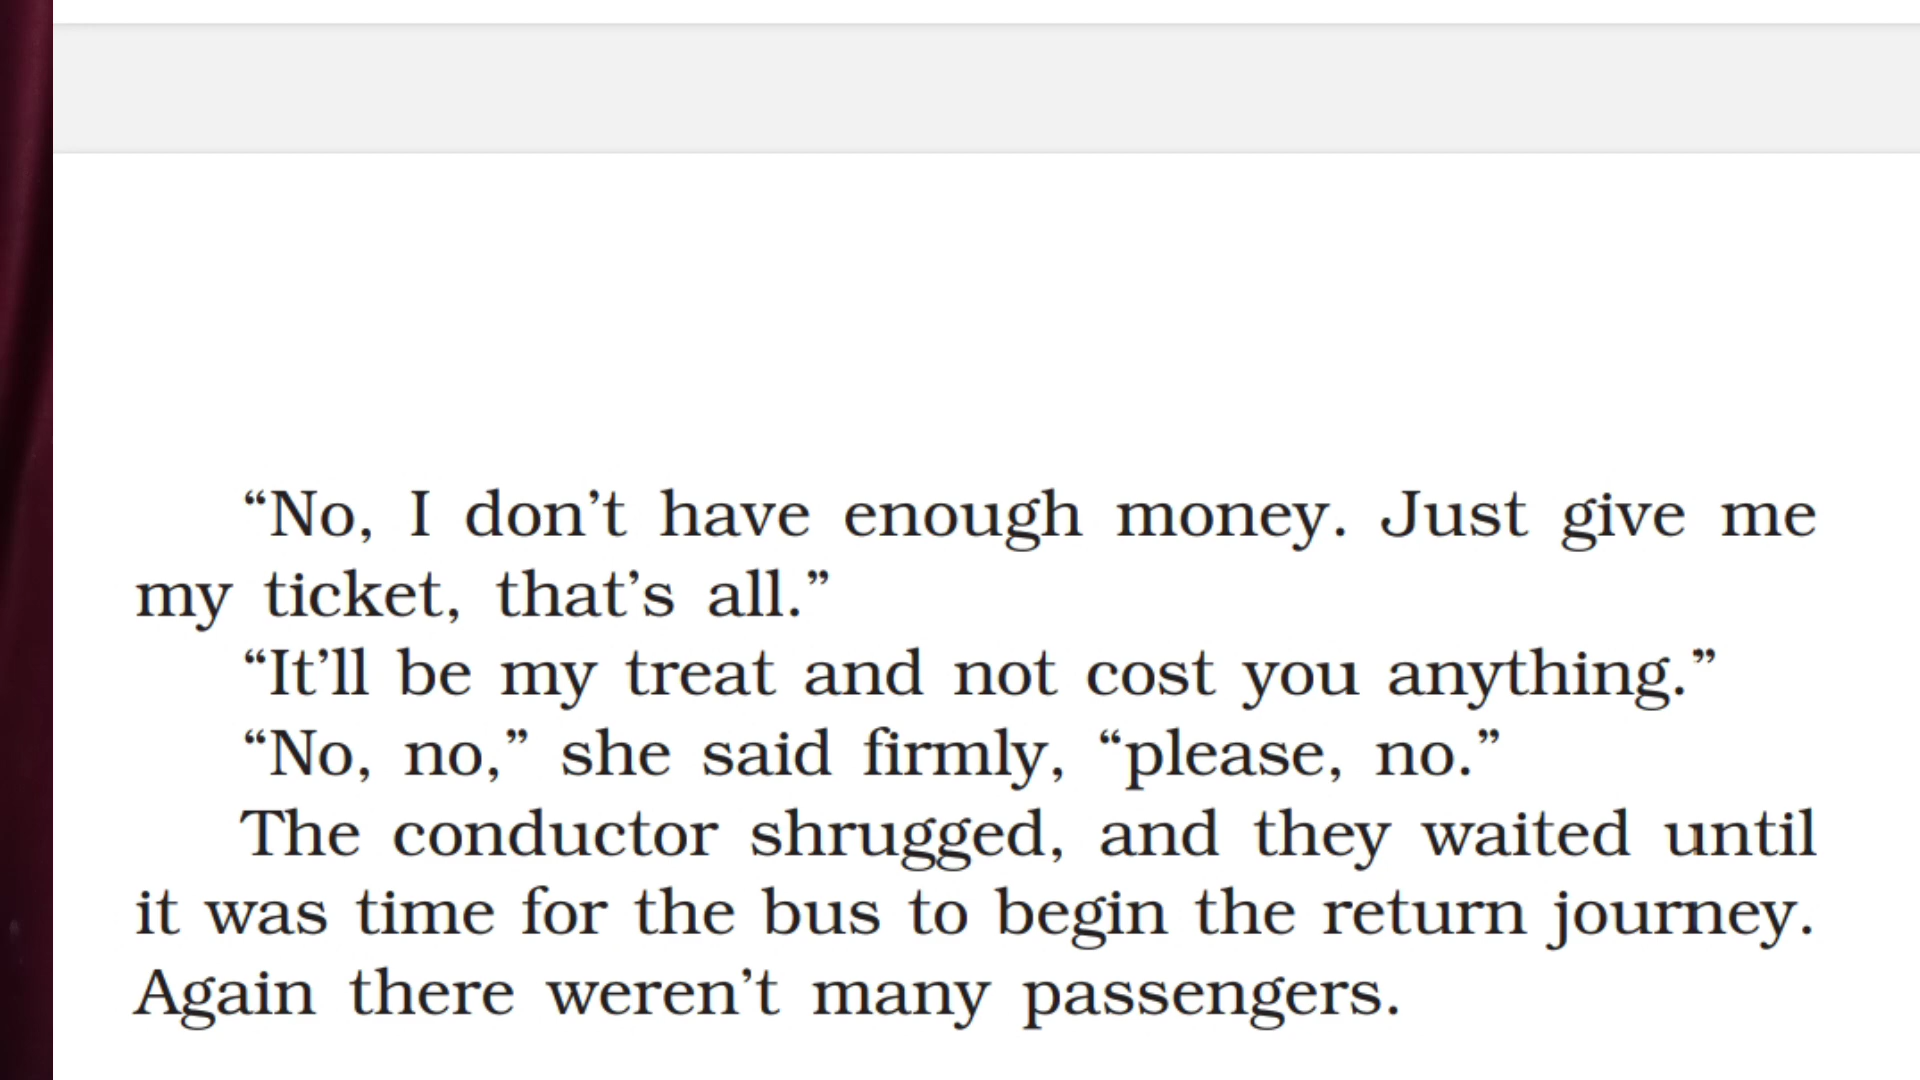 “No, I don’t have enough money. Just give me
my ticket, that’s all.”
“It’ll be my treat and not cost you anything.”
“No, no,” she said firmly, “please, no.”
The conductor shrugged, and they waited until
it was time for the bus to begin the return journey.
Again there weren’t many passengers.